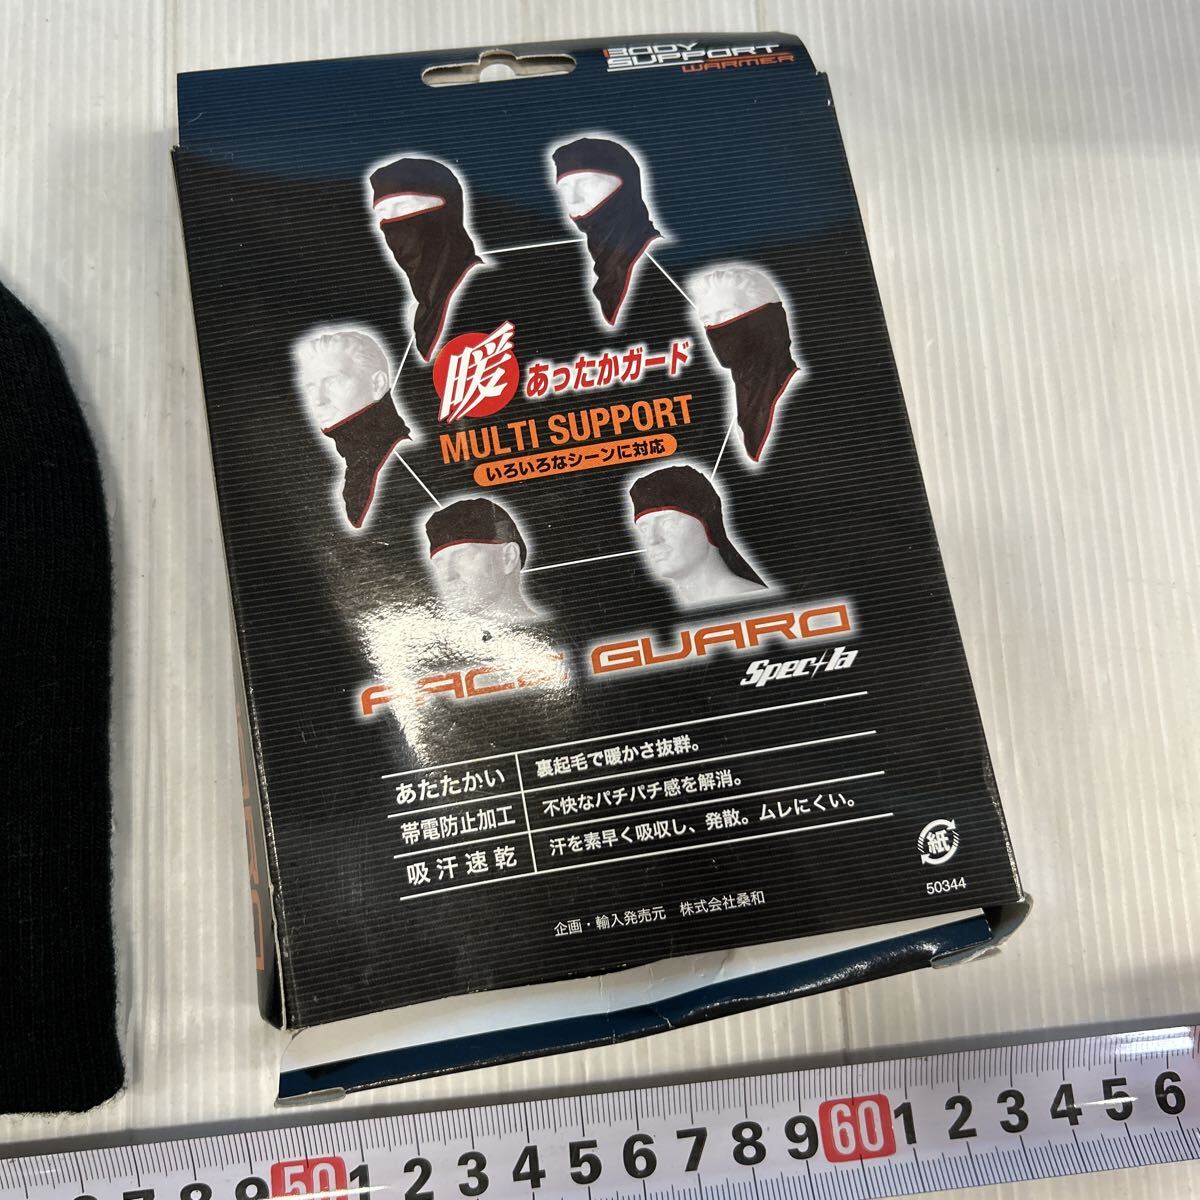 BODY
SUPPORT
WARMER
暖 あったかガード
MULTI SUPPORT
いろいろなシーンに対応
FACE GUARD
Spec+1a
あたたかい 裏起毛で暖かさ抜群。
帯電防止加工 不快なパチパチ感を解消。
吸汗速乾 汗を素早く吸収し、発散。ムレにくい。
紙
50344
企画・輸入発売元 株式会社桑和
7 8 9 50 1 2 3 4 5 6 7 8 9 60 1 2 3 4 5 6